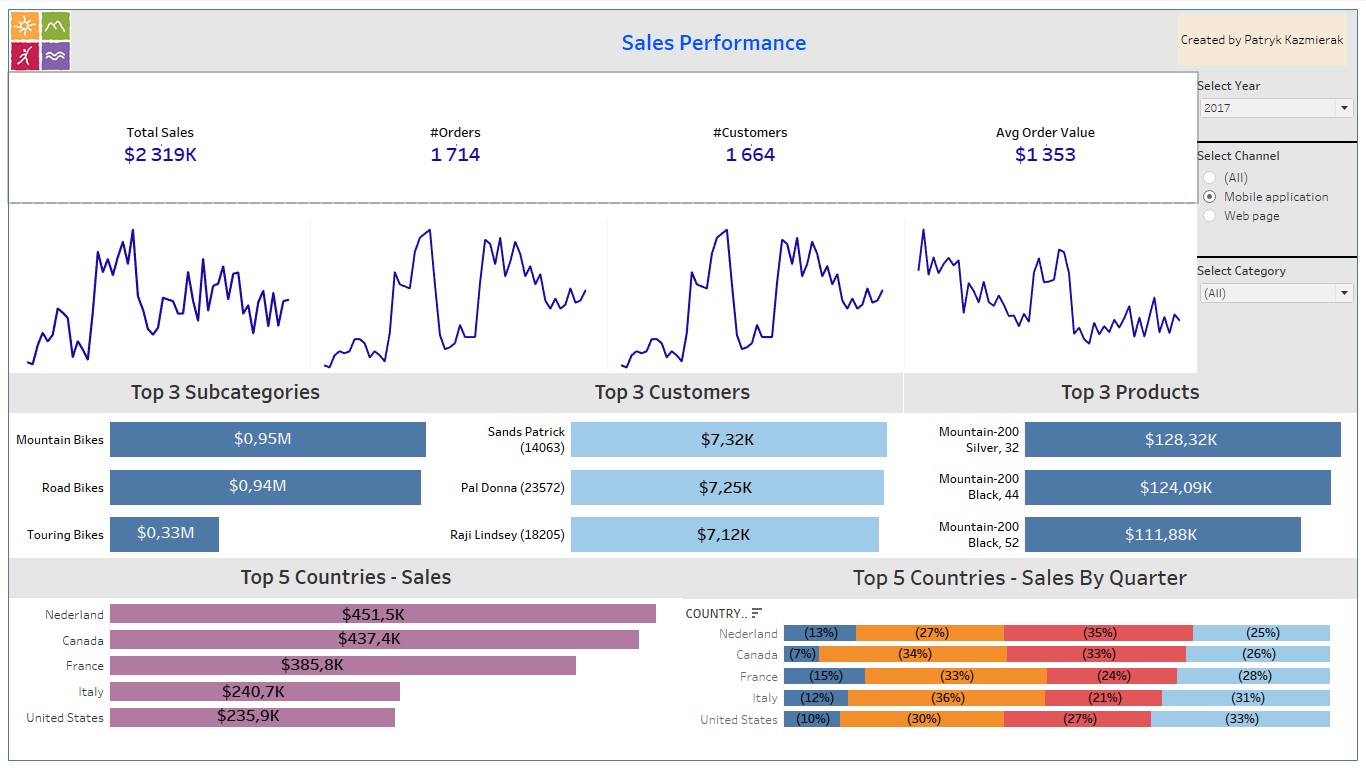 Sales Performance
Created by Patryk Kazmierak
Total Sales
$2 319K
#Orders
1 714
#Customers
1 664
Avg Order Value
$1 353
Select Year
2017
Select Channel
(All)
Mobile application
Web page
Select Category
(All)
Top 3 Subcategories
Mountain Bikes
$0,95M
Road Bikes
$0,94M
Touring Bikes
$0,33M
Top 3 Customers
Sands Patrick
(14063)
$7,32K
Pal Donna (23572)
$7,25K
Raji Lindsey (18205)
$7,12K
Top 3 Products
Mountain-200
Silver, 32
$128,32K
Mountain-200
Black, 44
$124,09K
Mountain-200
Black, 52
$111,88K
Top 5 Countries - Sales
Nederland $451,5K
Canada $437,4K
France $385,8K
Italy $240,7K
United States $235,9K
Top 5 Countries - Sales By Quarter
COUNTRY..
Nederland (13%) (27%) (35%) (25%)
Canada (7%) (34%) (33%) (26%)
France (15%) (33%) (24%) (28%)
Italy (12%) (36%) (21%) (31%)
United States (10%) (30%) (27%) (33%)